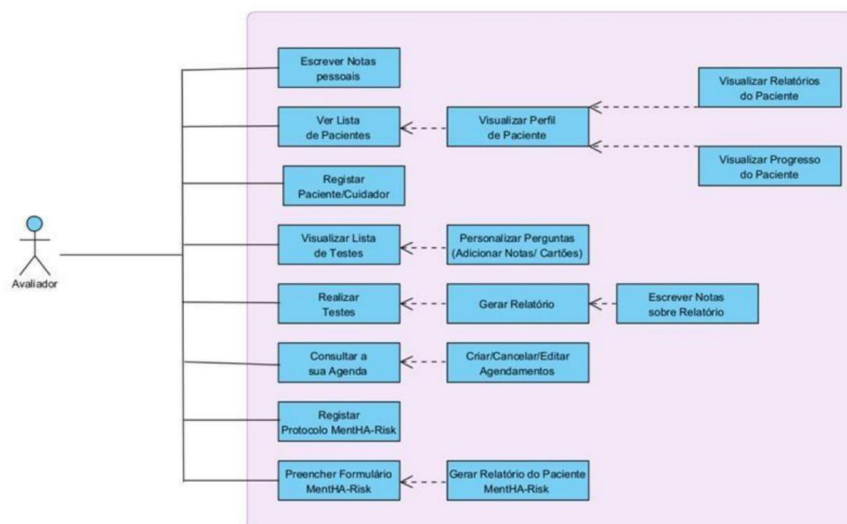 Escrever Notas
pessoais
Ver Lista
de Pacientes
Visualizar Perfil
de Paciente
Visualizar Relatórios
do Paciente
Visualizar Progresso
do Paciente
Registar
Paciente/Cuidador
Avaliador
Visualizar Lista
de Testes
Personalizar Perguntas
(Adicionar Notas/ Cartões)
Realizar
Testes
Gerar Relatório
Escrever Notas
sobre Relatório
Consultar a
sua Agenda
Criar/Cancelar/Editar
Agendamentos
Registar
Protocolo MentHA-Risk
Preencher Formulário
MentHA-Risk
Gerar Relatório do Paciente
MentHA-Risk